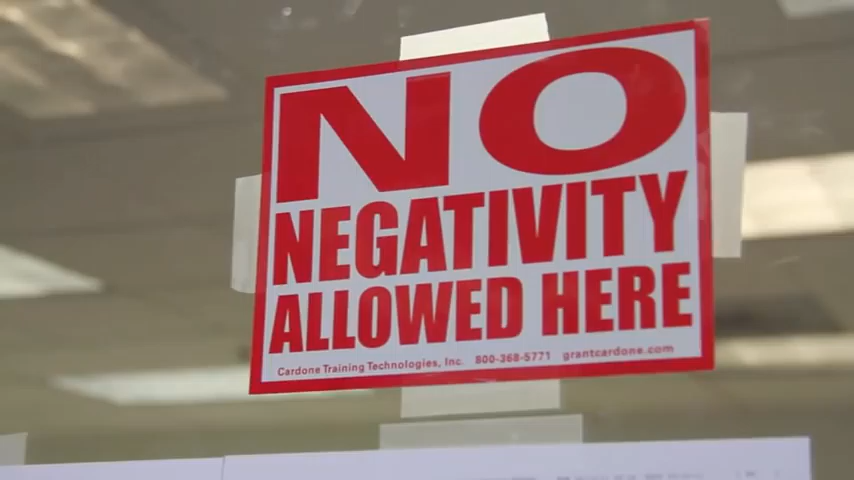 NO
NEGATIVITY
ALLOWED HERE
Cardone Training Technologies, Inc. 800-368-5771 grantcardone.com